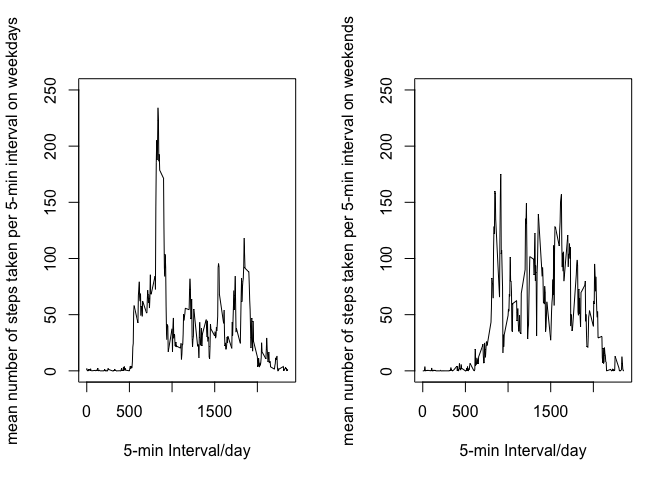 mean number of steps taken per 5-min interval on weekdays
250
200
150
100
50
0
0 500 1500
5-min Interval/day
mean number of steps taken per 5-min interval on weekends
250
200
150
100
50
0
0 500 1500
5-min Interval/day